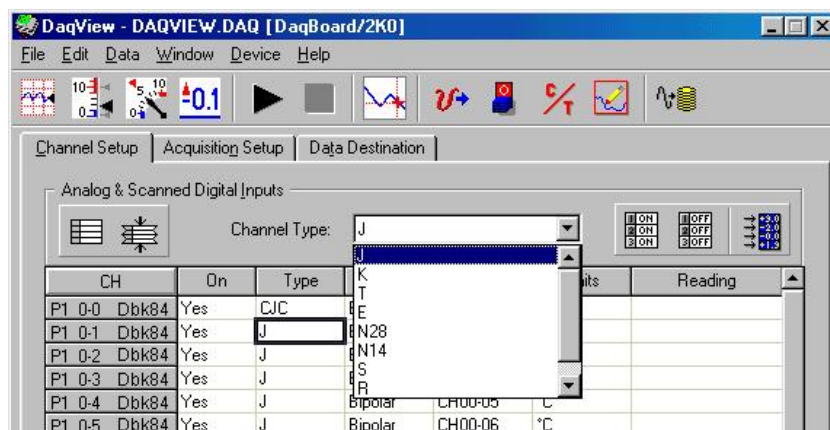 DaqView - DAQVIEW.DAQ [DaqBoard/2K0]
File Edit Data Window Device Help
Channel Setup Acquisition Setup Data Destination
Analog & Scanned Digital Inputs
Channel Type: J
CH On Type its Reading
J
K
T
E
N28
N14
S
R
P1 0-0 Dbk84 Yes CJC
P1 0-1 Dbk84 Yes J
P1 0-2 Dbk84 Yes J
P1 0-3 Dbk84 Yes J
P1 0-4 Dbk84 Yes J Bipolar CH00-05 °C
P1 0-5 Dbk84 Yes J Bipolar CH00-06 °C